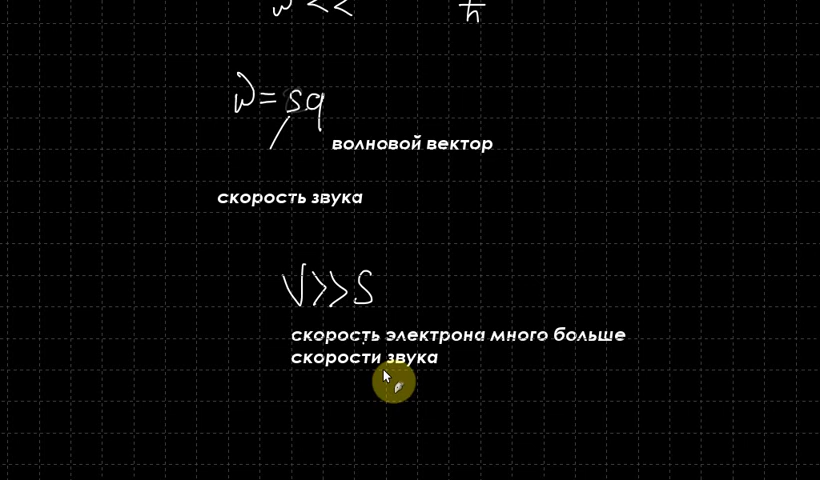 ω <<
ħ
ω = sq
волновой вектор
скорость звука
V>>S
скорость электрона много больше
скорости звука